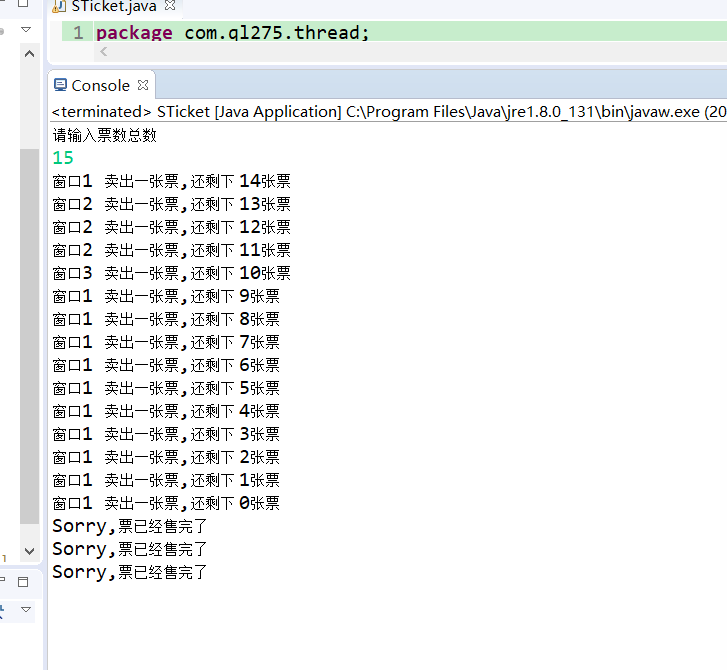 STicket.java
1 package com.ql275.thread;
Console
<terminated> STicket [Java Application] C:\Program Files\Java\jre1.8.0_131\bin\javaw.exe (20
请输入票数总数
15
窗口1 卖出一张票,还剩下 14张票
窗口2 卖出一张票,还剩下 13张票
窗口2 卖出一张票,还剩下 12张票
窗口2 卖出一张票,还剩下 11张票
窗口3 卖出一张票,还剩下 10张票
窗口1 卖出一张票,还剩下 9张票
窗口1 卖出一张票,还剩下 8张票
窗口1 卖出一张票,还剩下 7张票
窗口1 卖出一张票,还剩下 6张票
窗口1 卖出一张票,还剩下 5张票
窗口1 卖出一张票,还剩下 4张票
窗口1 卖出一张票,还剩下 3张票
窗口1 卖出一张票,还剩下 2张票
窗口1 卖出一张票,还剩下 1张票
窗口1 卖出一张票,还剩下 0张票
Sorry,票已经售完了
Sorry,票已经售完了
Sorry,票已经售完了